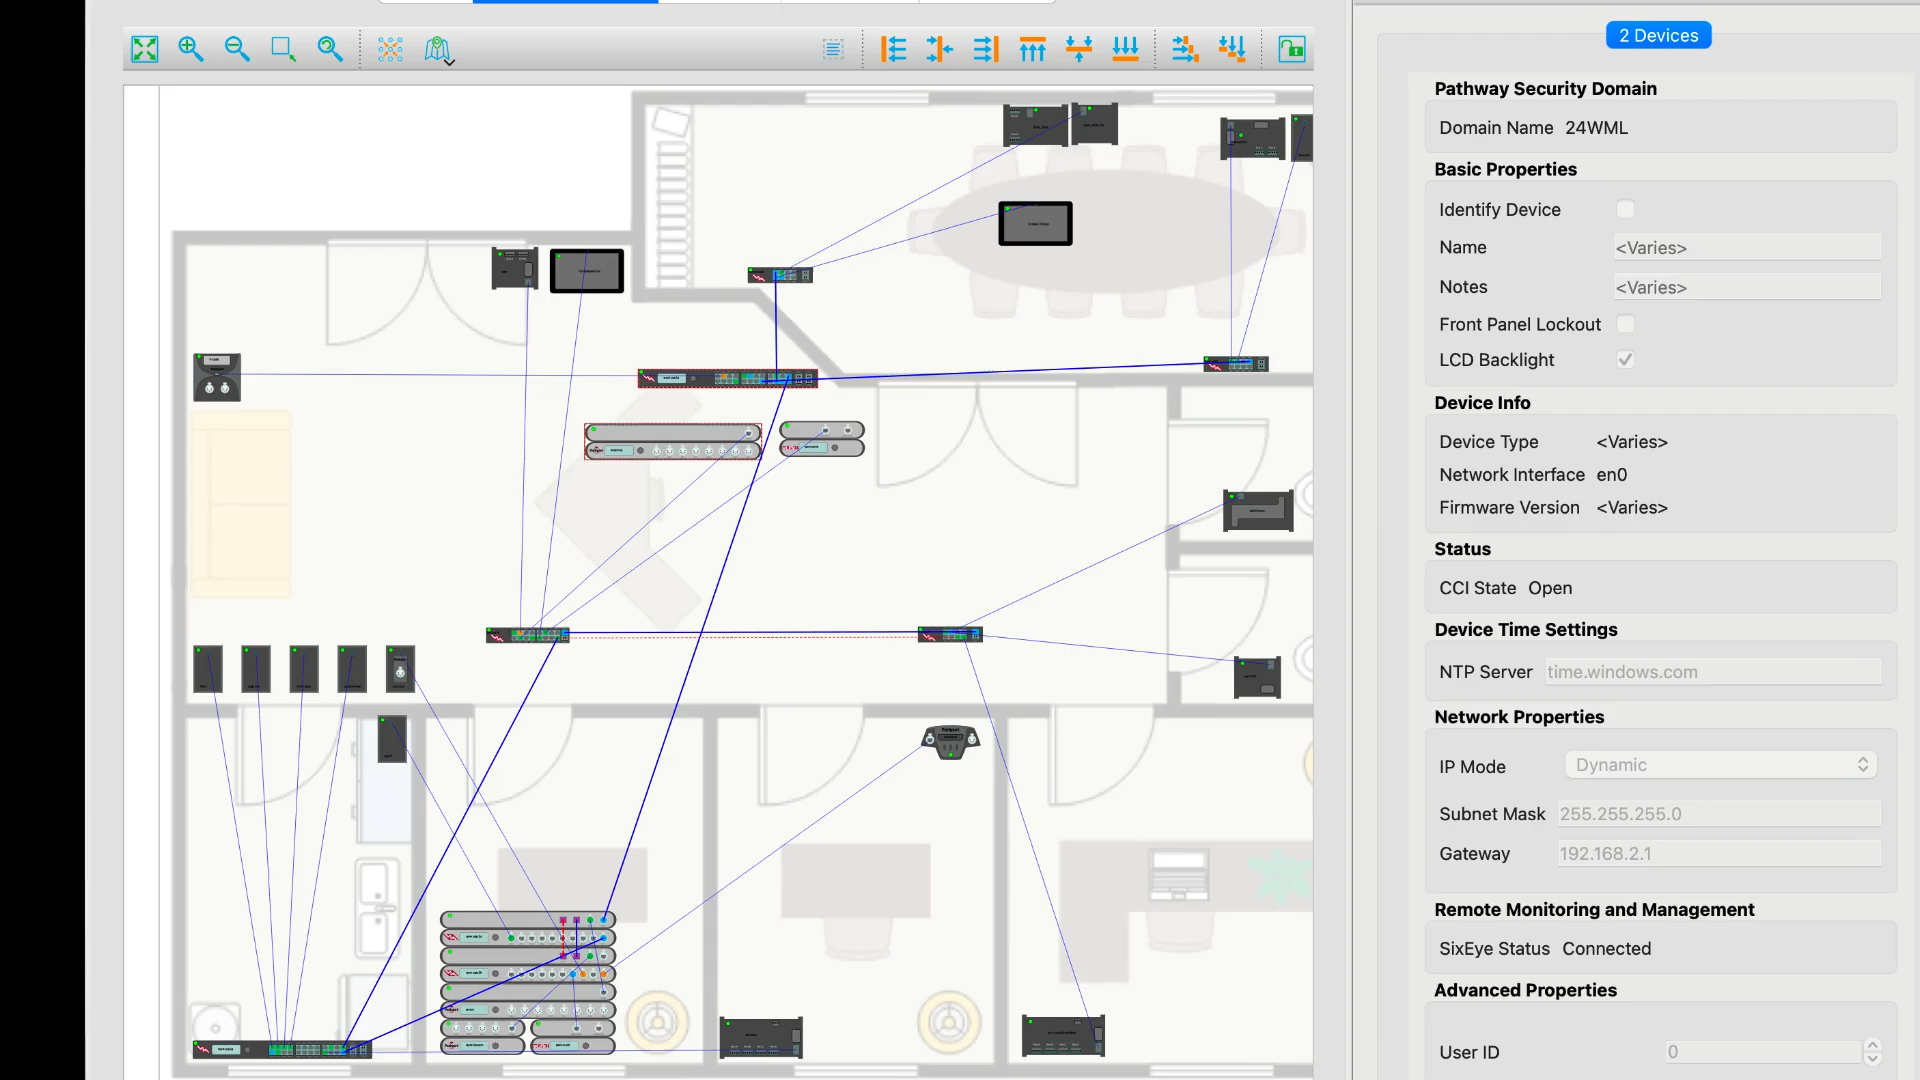 2 Devices
Pathway Security Domain
Domain Name 24WML
Basic Properties
Identify Device
Name <Varies>
Notes <Varies>
Front Panel Lockout
LCD Backlight
Device Info
Device Type <Varies>
Network Interface en0
Firmware Version <Varies>
Status
CCI State Open
Device Time Settings
NTP Server time.windows.com
Network Properties
IP Mode Dynamic
Subnet Mask 255.255.255.0
Gateway 192.168.2.1
Remote Monitoring and Management
SixEye Status Connected
Advanced Properties
User ID 0